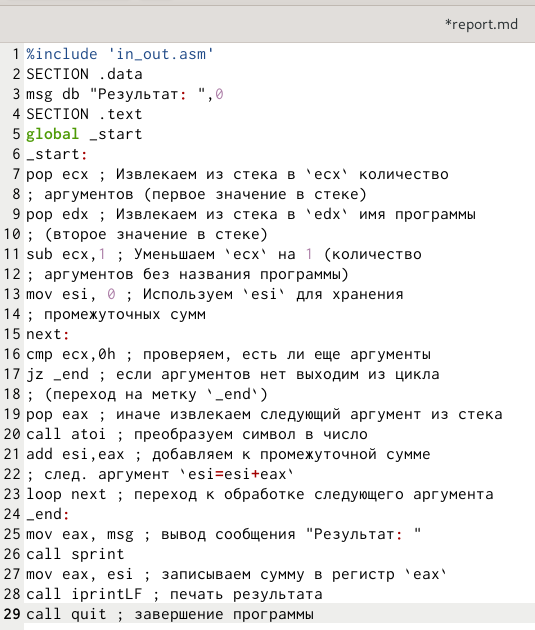 *report.md
1 %include 'in_out.asm'
2 SECTION .data
3 msg db "Результат: ",0
4 SECTION .text
5 global _start
6 _start:
7 pop ecx ; Извлекаем из стека в `ecx` количество
8 ; аргументов (первое значение в стеке)
9 pop edx ; Извлекаем из стека в `edx` имя программы
10 ; (второе значение в стеке)
11 sub ecx,1 ; Уменьшаем `ecx` на 1 (количество
12 ; аргументов без названия программы)
13 mov esi, 0 ; Используем `esi` для хранения
14 ; промежуточных сумм
15 next:
16 cmp ecx,0h ; проверяем, есть ли еще аргументы
17 jz _end ; если аргументов нет выходим из цикла
18 ; (переход на метку `_end`)
19 pop eax ; иначе извлекаем следующий аргумент из стека
20 call atoi ; преобразуем символ в число
21 add esi,eax ; добавляем к промежуточной сумме
22 ; след. аргумент `esi=esi+eax`
23 loop next ; переход к обработке следующего аргумента
24 _end:
25 mov eax, msg ; вывод сообщения "Результат: "
26 call sprint
27 mov eax, esi ; записываем сумму в регистр `eax`
28 call iprintLF ; печать результата
29 call quit ; завершение программы